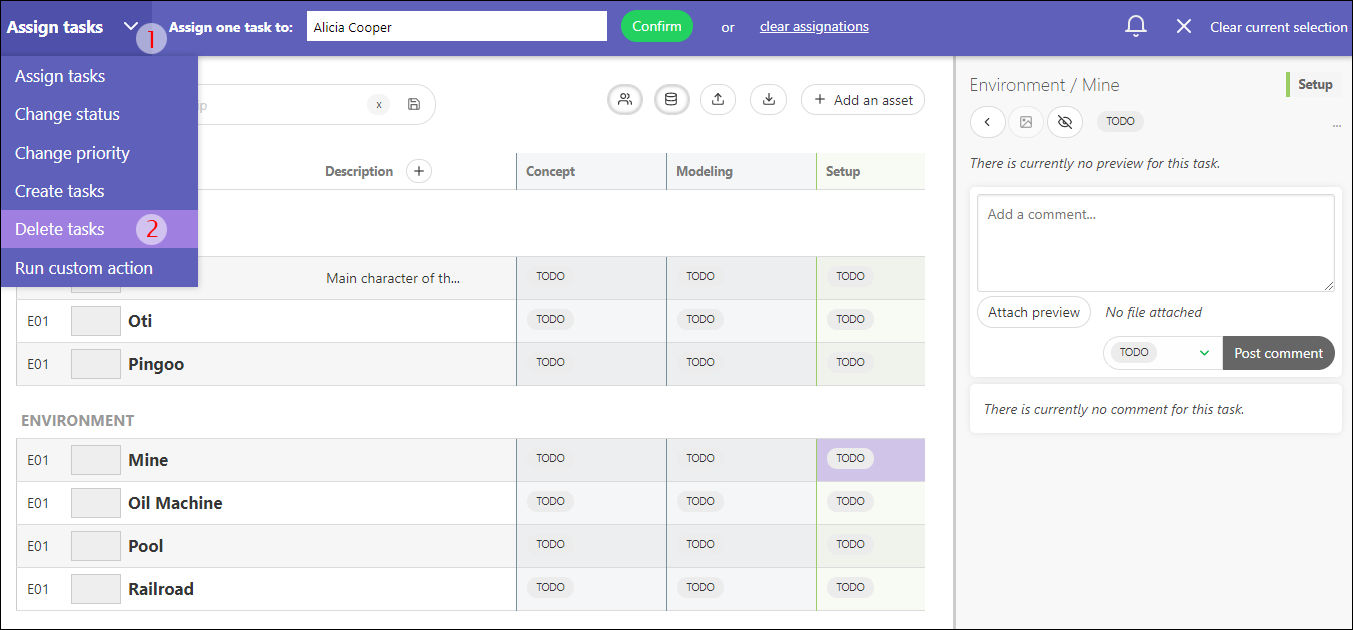 Assign tasks
1
Assign one task to:
Alicia Cooper
Confirm
or
clear assignations
Clear current selection
Assign tasks
Change status
Change priority
Create tasks
Delete tasks
2
Run custom action
x
+ Add an asset
Description +
Concept
Modeling
Setup
Main character of th...
TODO
TODO
TODO
E01
Oti
TODO
TODO
TODO
E01
Pingoo
TODO
TODO
TODO
ENVIRONMENT
E01
Mine
TODO
TODO
TODO
E01
Oil Machine
TODO
TODO
TODO
E01
Pool
TODO
TODO
TODO
E01
Railroad
TODO
TODO
TODO
Environment / Mine
Setup
TODO
...
There is currently no preview for this task.
Add a comment...
Attach preview
No file attached
TODO
Post comment
There is currently no comment for this task.